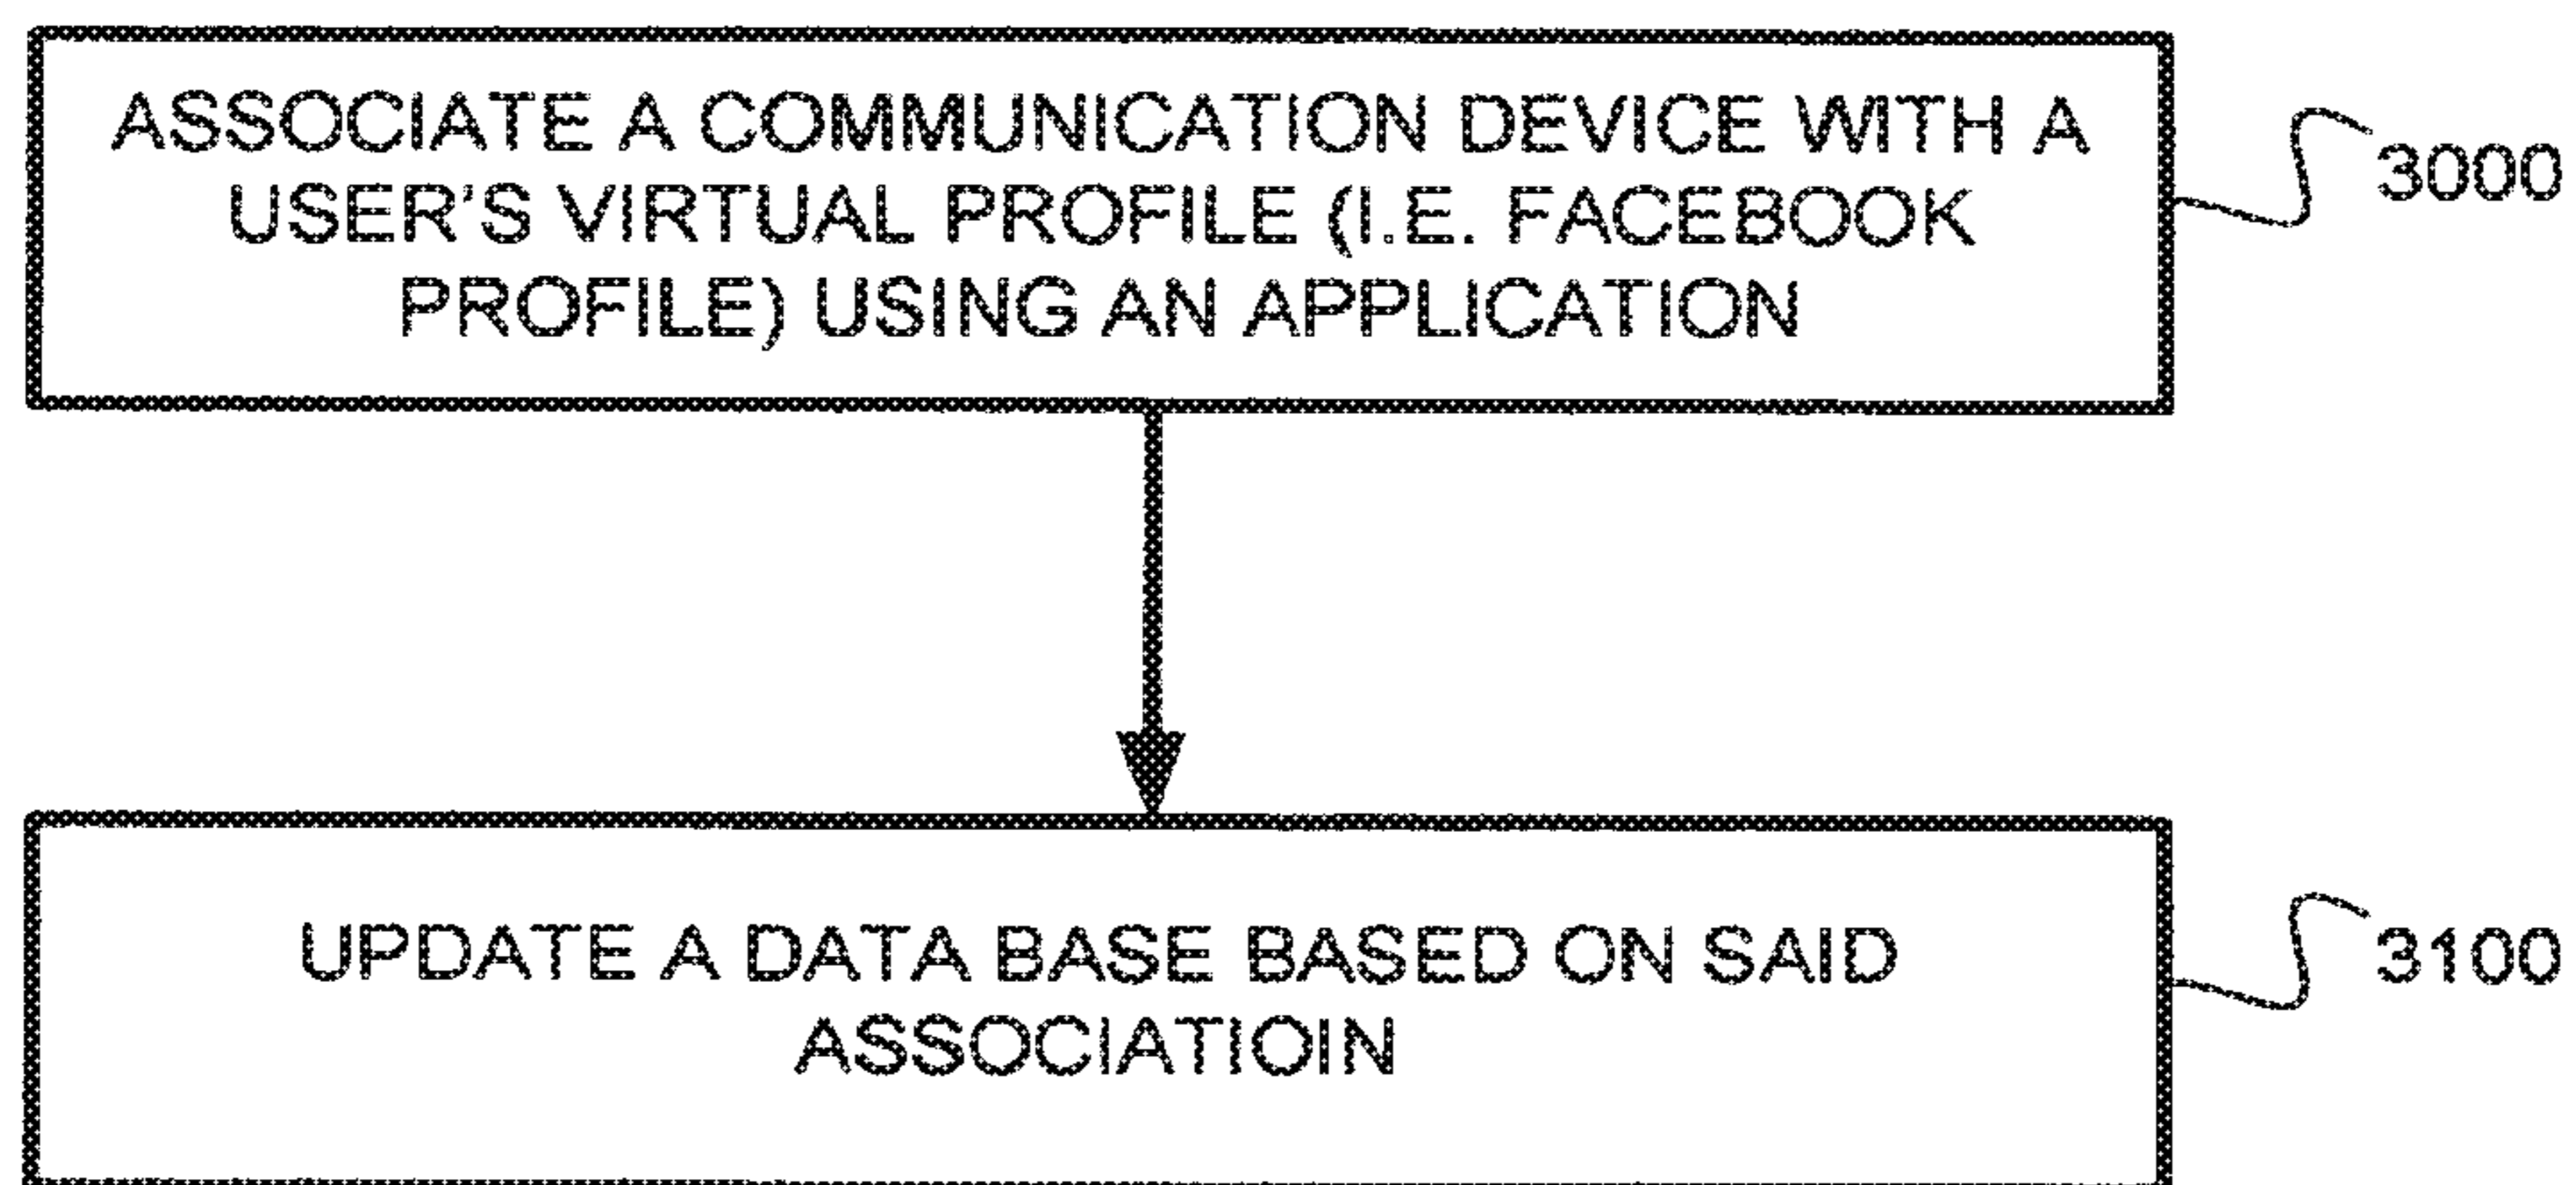 ASSOCIATE A COMMUNICATION DEVICE WITH A
USER'S VIRTUAL PROFILE (I.E. FACEBOOK
PROFILE) USING AN APPLICATION
3000
UPDATE A DATA BASE BASED ON SAID
ASSOCIATIOIN
3100